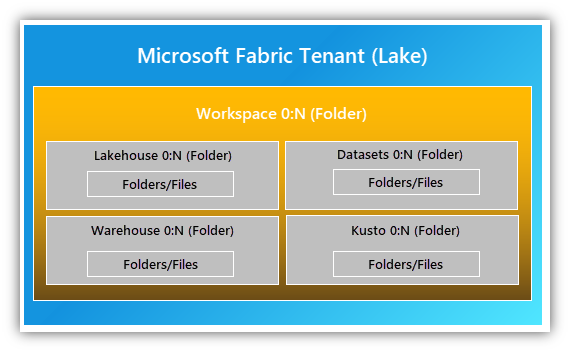 Microsoft Fabric Tenant (Lake)
Workspace 0:N (Folder)
Lakehouse 0:N (Folder)
Folders/Files
Datasets 0:N (Folder)
Folders/Files
Warehouse 0:N (Folder)
Folders/Files
Kusto 0:N (Folder)
Folders/Files